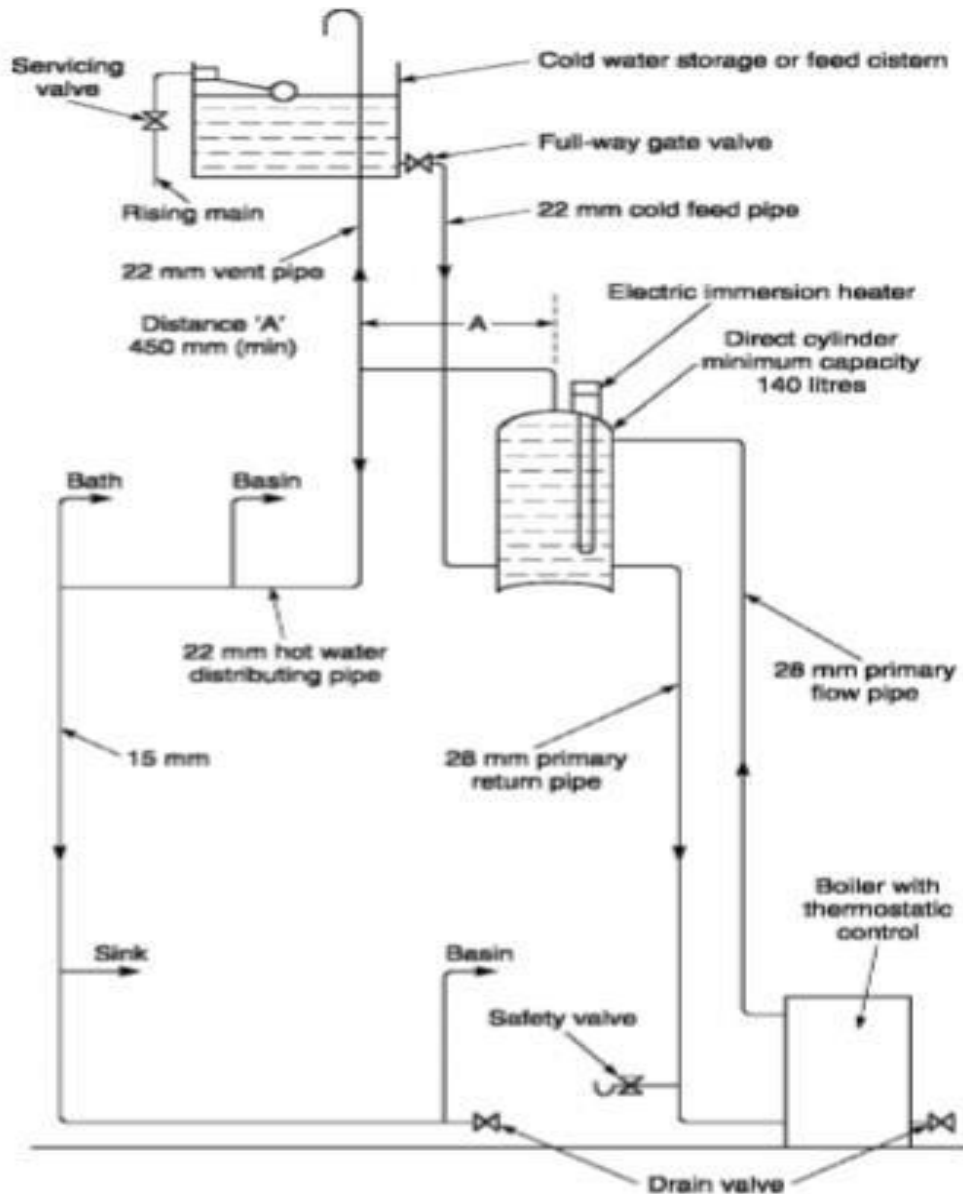 Servicing
valve
Cold water storage or feed cistern
Full-way gate valve
Rising main
22 mm cold feed pipe
22 mm vent pipe
Electric immersion heater
Distance 'A'
450 mm (min)
A
Direct cylinder
minimum capacity
140 litres
Bath
Basin
22 mm hot water
distributing pipe
28 mm primary
flow pipe
15 mm
28 mm primary
return pipe
Boiler with
thermostatic
control
Sink
Basin
Safety valve
Drain valve